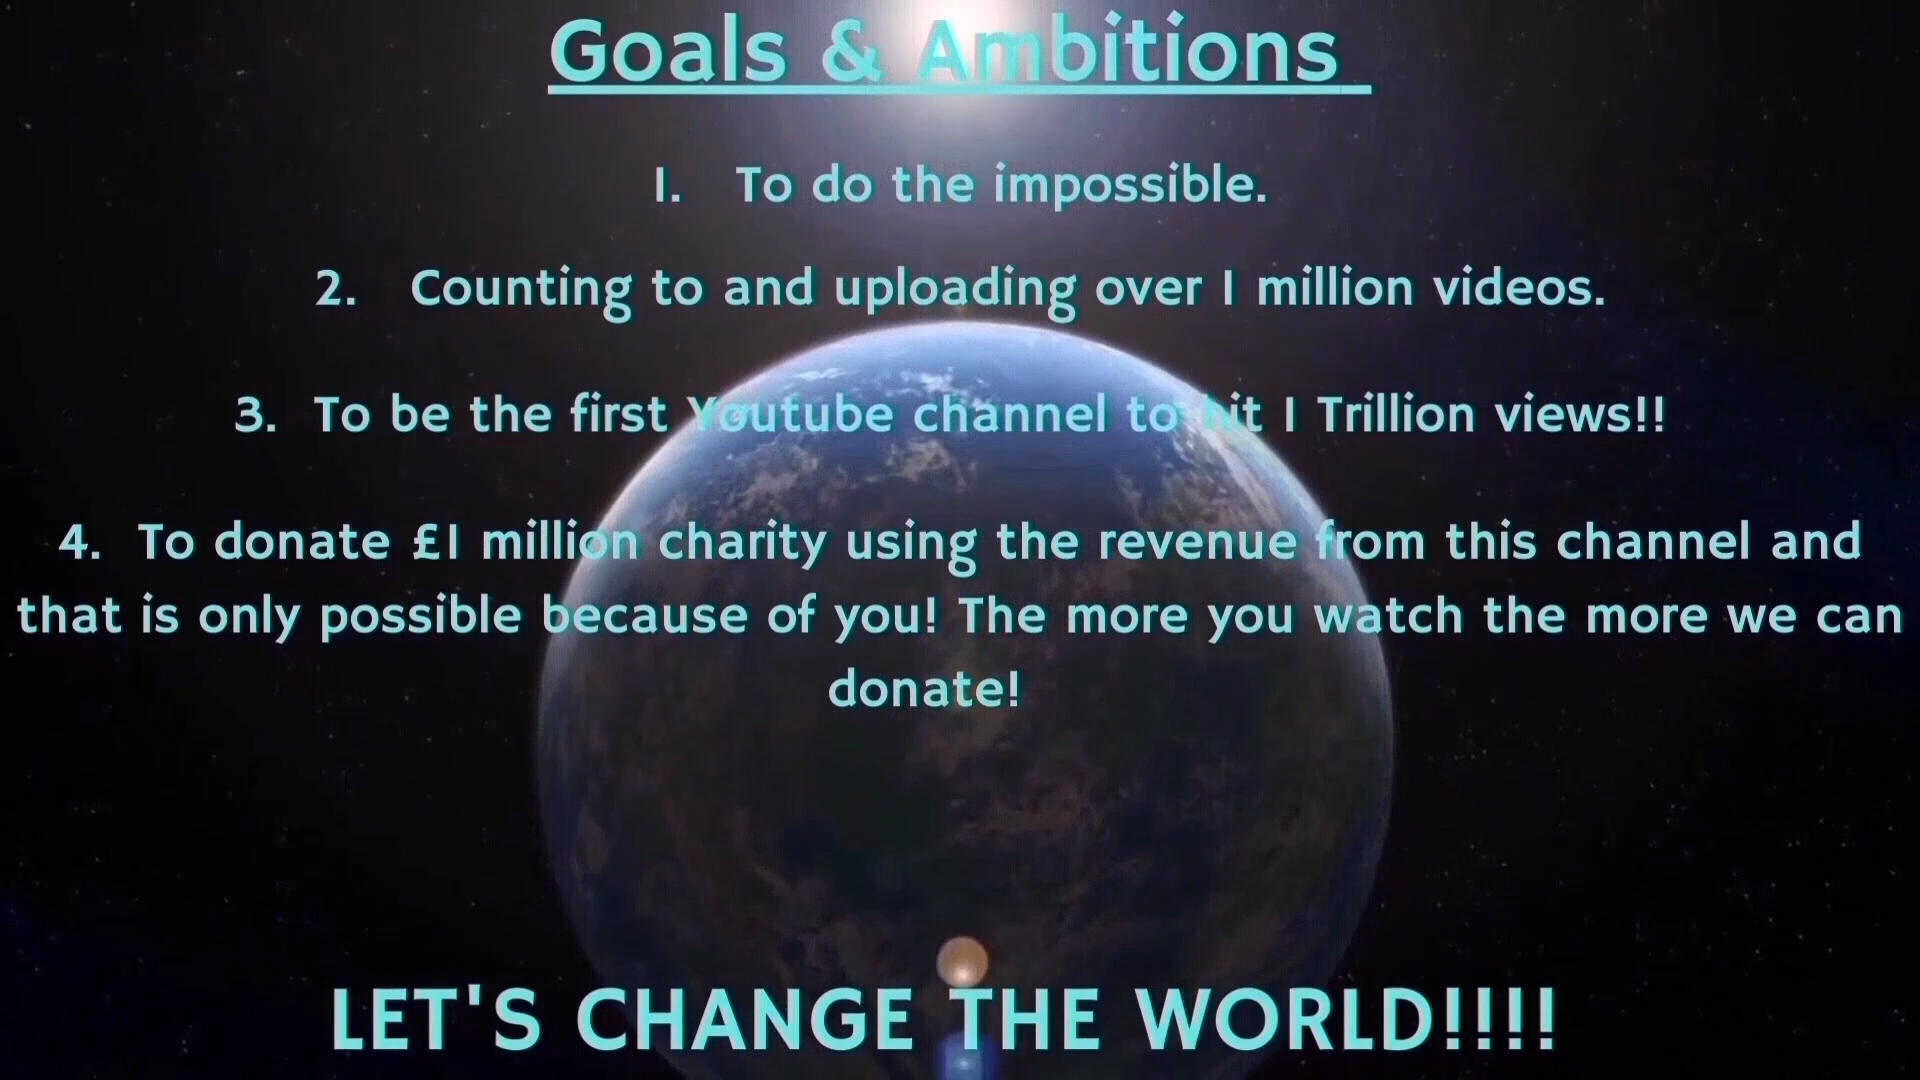 Goals & Ambitions
1. To do the impossible.
2. Counting to and uploading over 1 million videos.
3. To be the first Youtube channel to hit 1 Trillion views!!
4. To donate £1 million charity using the revenue from this channel and
that is only possible because of you! The more you watch the more we can
donate!
LET'S CHANGE THE WORLD!!!!